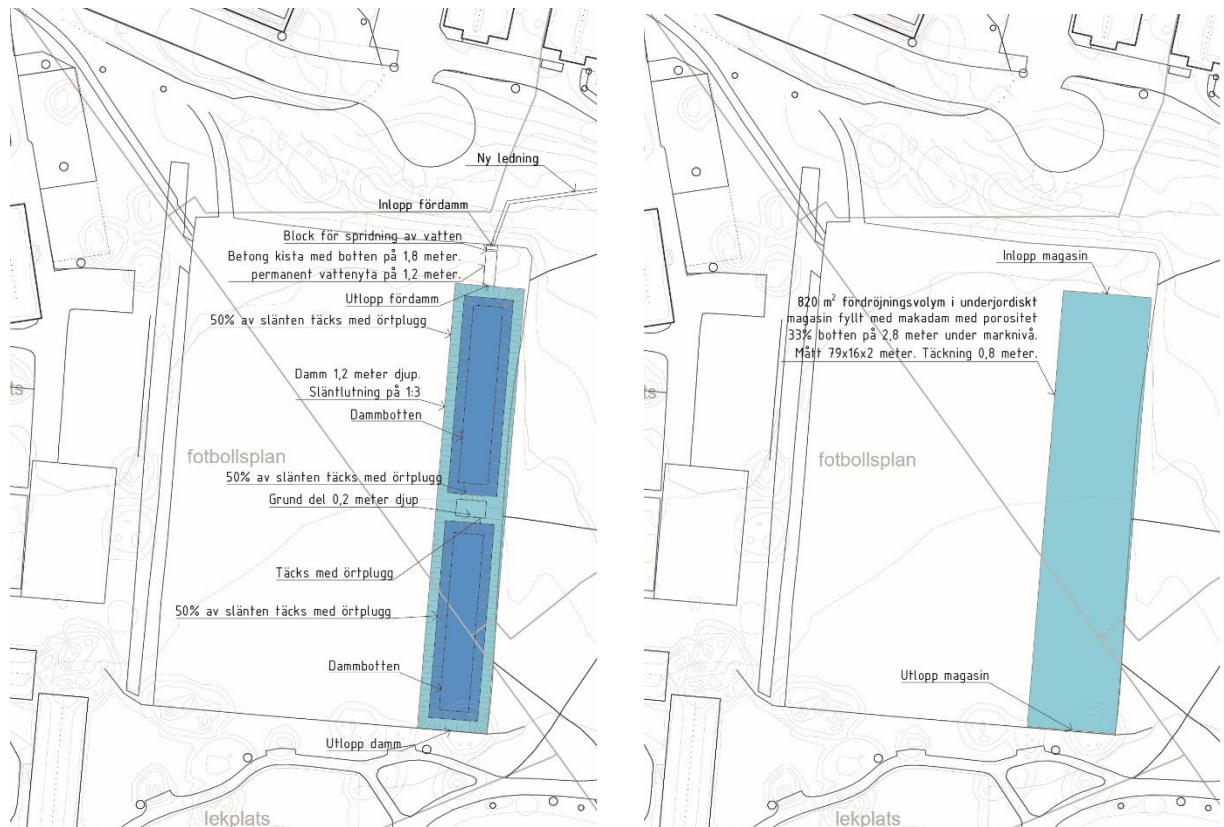 Ny ledning
Inlopp fördamm
Block för spridning av vatten
Betong kista med botten på 1,8 meter.
permanent vattenyta på 1,2 meter.
Utlopp fördamm
50% av slänten täcks med örtplugg
Damm 1,2 meter djup.
Släntlutning på 1:3
Dammbotten
fotbollsplan
50% av slänten täcks med örtplugg
Grund del 0,2 meter djup
Täcks med örtplugg
50% av slänten täcks med örtplugg
Dammbotten
Utlopp damm
lekplats
ts
Inlopp magasin
820 m² fördröjningsvolym i underjordiskt
magasin fyllt med makadam med porositet
33% botten på 2,8 meter under marknivå.
Mått 79x16x2 meter. Täckning 0,8 meter.
ts
fotbollsplan
Utlopp magasin
lekplats